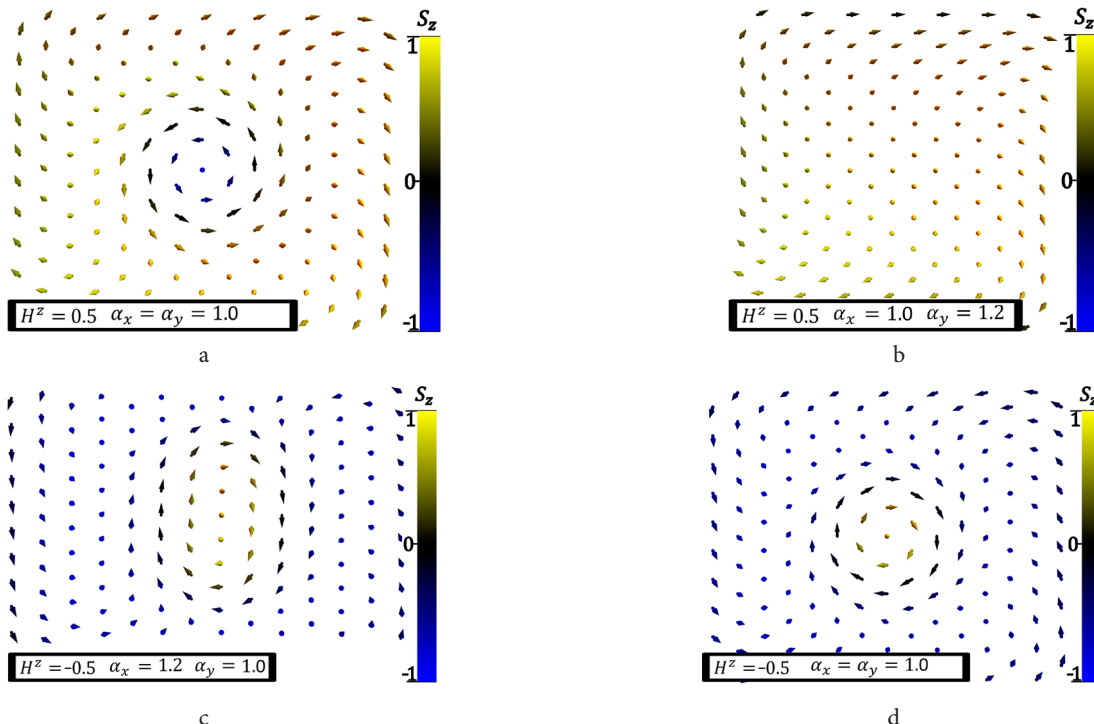 S_z
1
0
-1
H^z = 0.5 α_x = α_y = 1.0
a
S_z
1
0
-1
H^z = 0.5 α_x = 1.0 α_y = 1.2
b
S_z
1
0
-1
H^z = –0.5 α_x = 1.2 α_y = 1.0
c
S_z
1
0
-1
H^z = –0.5 α_x = α_y = 1.0
d